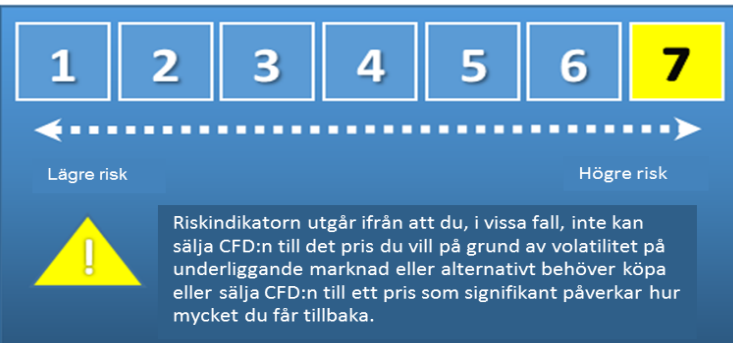 1 2 3 4 5 6 7
Lägre risk
Högre risk
!
Riskindikatorn utgår ifrån att du, i vissa fall, inte kan
sälja CFD:n till det pris du vill på grund av volatilitet på
underliggande marknad eller alternativt behöver köpa
eller sälja CFD:n till ett pris som signifikant påverkar hur
mycket du får tillbaka.